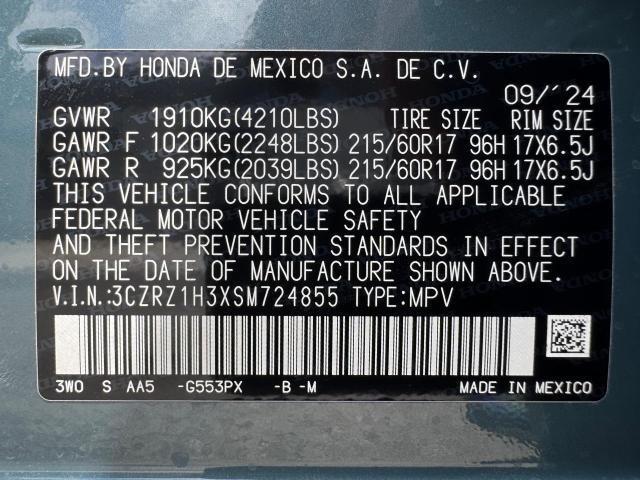 MFD.BY HONDA DE MEXICO S.A. DE C.V.
09/´24
GVWR 1910KG(4210LBS) TIRE SIZE RIM SIZE
GAWR F 1020KG(2248LBS) 215/60R17 96H 17X6.5J
GAWR R 925KG(2039LBS) 215/60R17 96H 17X6.5J
THIS VEHICLE CONFORMS TO ALL APPLICABLE
FEDERAL MOTOR VEHICLE SAFETY
AND THEFT PREVENTION STANDARDS IN EFFECT
ON THE DATE OF MANUFACTURE SHOWN ABOVE.
V.I.N.:3CZRZ1H3XSM724855 TYPE:MPV
3W0 S AA5 -G553PX -B -M MADE IN MEXICO